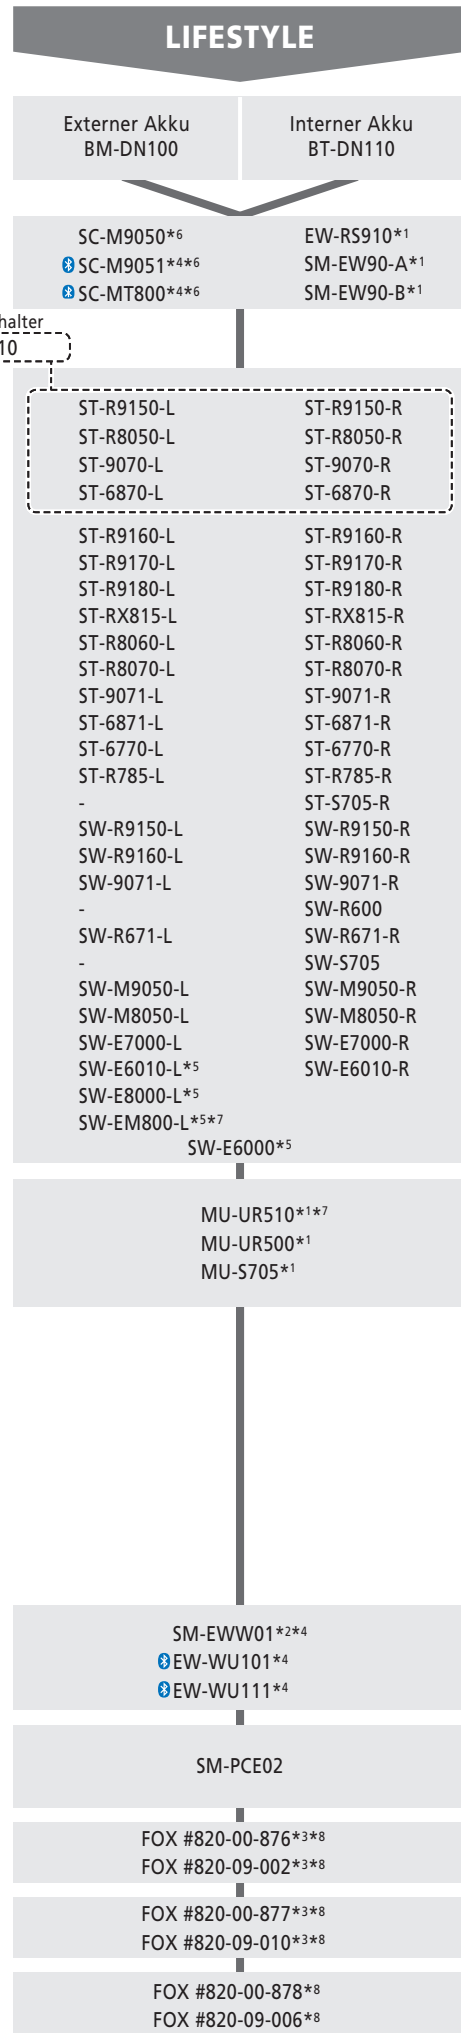 LIFESTYLE
Externer Akku
BM-DN100
Interner Akku
BT-DN110
SC-M9050*6 EW-RS910*1
SC-M9051*4*6 SM-EW90-A*1
SC-MT800*4*6 SM-EW90-B*1
halter
10
ST-R9150-L ST-R9150-R
ST-R8050-L ST-R8050-R
ST-9070-L ST-9070-R
ST-6870-L ST-6870-R
ST-R9160-L ST-R9160-R
ST-R9170-L ST-R9170-R
ST-R9180-L ST-R9180-R
ST-RX815-L ST-RX815-R
ST-R8060-L ST-R8060-R
ST-R8070-L ST-R8070-R
ST-9071-L ST-9071-R
ST-6871-L ST-6871-R
ST-6770-L ST-6770-R
ST-R785-L ST-R785-R
- ST-S705-R
SW-R9150-L SW-R9150-R
SW-R9160-L SW-R9160-R
SW-9071-L SW-9071-R
- SW-R600
SW-R671-L SW-R671-R
- SW-S705
SW-M9050-L SW-M9050-R
SW-M8050-L SW-M8050-R
SW-E7000-L SW-E7000-R
SW-E6010-L*5 SW-E6010-R
SW-E8000-L*5
SW-EM800-L*5*7
SW-E6000*5
MU-UR510*1*7
MU-UR500*1
MU-S705*1
SM-EWW01*2*4
EW-WU101*4
EW-WU111*4
SM-PCE02
FOX #820-00-876*3*8
FOX #820-09-002*3*8
FOX #820-00-877*3*8
FOX #820-09-010*3*8
FOX #820-00-878*8
FOX #820-09-006*8